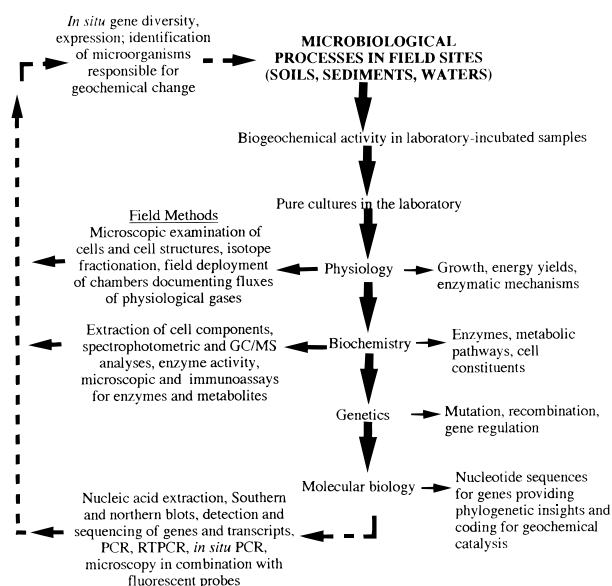 In situ gene diversity,
expression; identification
of microorganisms
responsible for
geochemical change
MICROBIOLOGICAL
PROCESSES IN FIELD SITES
(SOILS, SEDIMENTS, WATERS)
Biogeochemical activity in laboratory-incubated samples
Pure cultures in the laboratory
Field Methods
Microscopic examination of
cells and cell structures, isotope
fractionation, field deployment
of chambers documenting fluxes
of physiological gases
Physiology
Growth, energy yields,
enzymatic mechanisms
Extraction of cell components,
spectrophotometric and GC/MS
analyses, enzyme activity,
microscopic and immunoassays
for enzymes and metabolites
Biochemistry
Enzymes, metabolic
pathways, cell
constituents
Genetics
Mutation, recombination,
gene regulation
Molecular biology
Nucleotide sequences
for genes providing
phylogenetic insights and
coding for geochemical
catalysis
Nucleic acid extraction, Southern
and northern blots, detection and
sequencing of genes and transcripts,
PCR, RTPCR, in situ PCR,
microscopy in combination with
fluorescent probes